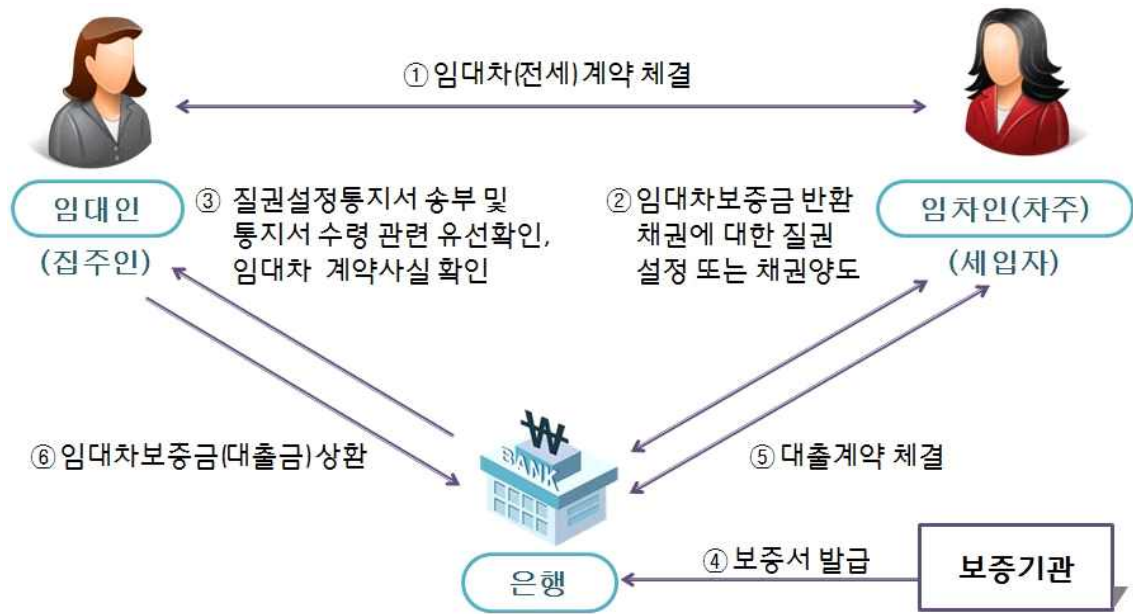 ① 임대차(전세)계약 체결
임대인
(집주인)
③ 질권설정통지서 송부 및
통지서 수령 관련 유선확인,
임대차 계약사실 확인
② 임대차보증금 반환
채권에 대한 질권
설정 또는 채권양도
임차인(차주)
(세입자)
⑥ 임대차보증금(대출금) 상환
₩
BANK
⑤ 대출계약 체결
은행
④ 보증서 발급
보증기관